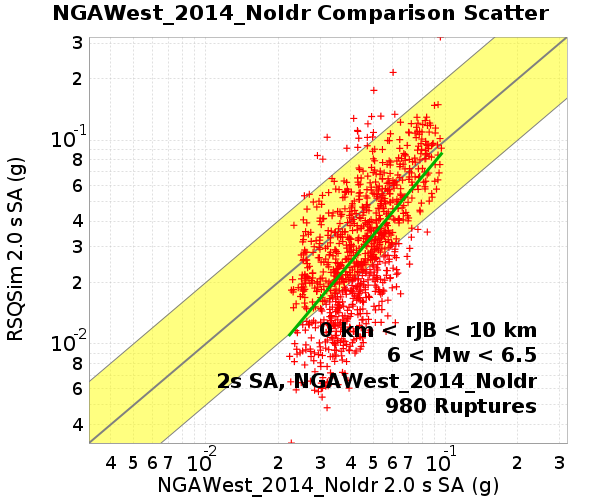 NGAWest_2014_NoIdr Comparison Scatter
RSQSim 2.0 s SA (g)
3
2
10^-1
8
6
4
3
2
10^-2
8
6
4
0 km < rJB < 10 km
6 < Mw < 6.5
2s SA, NGAWest_2014_NoIdr
980 Ruptures
4 5 6 7 10^-2 2 3 4 5 6 7 10^-1 2 3
NGAWest_2014_NoIdr 2.0 s SA (g)